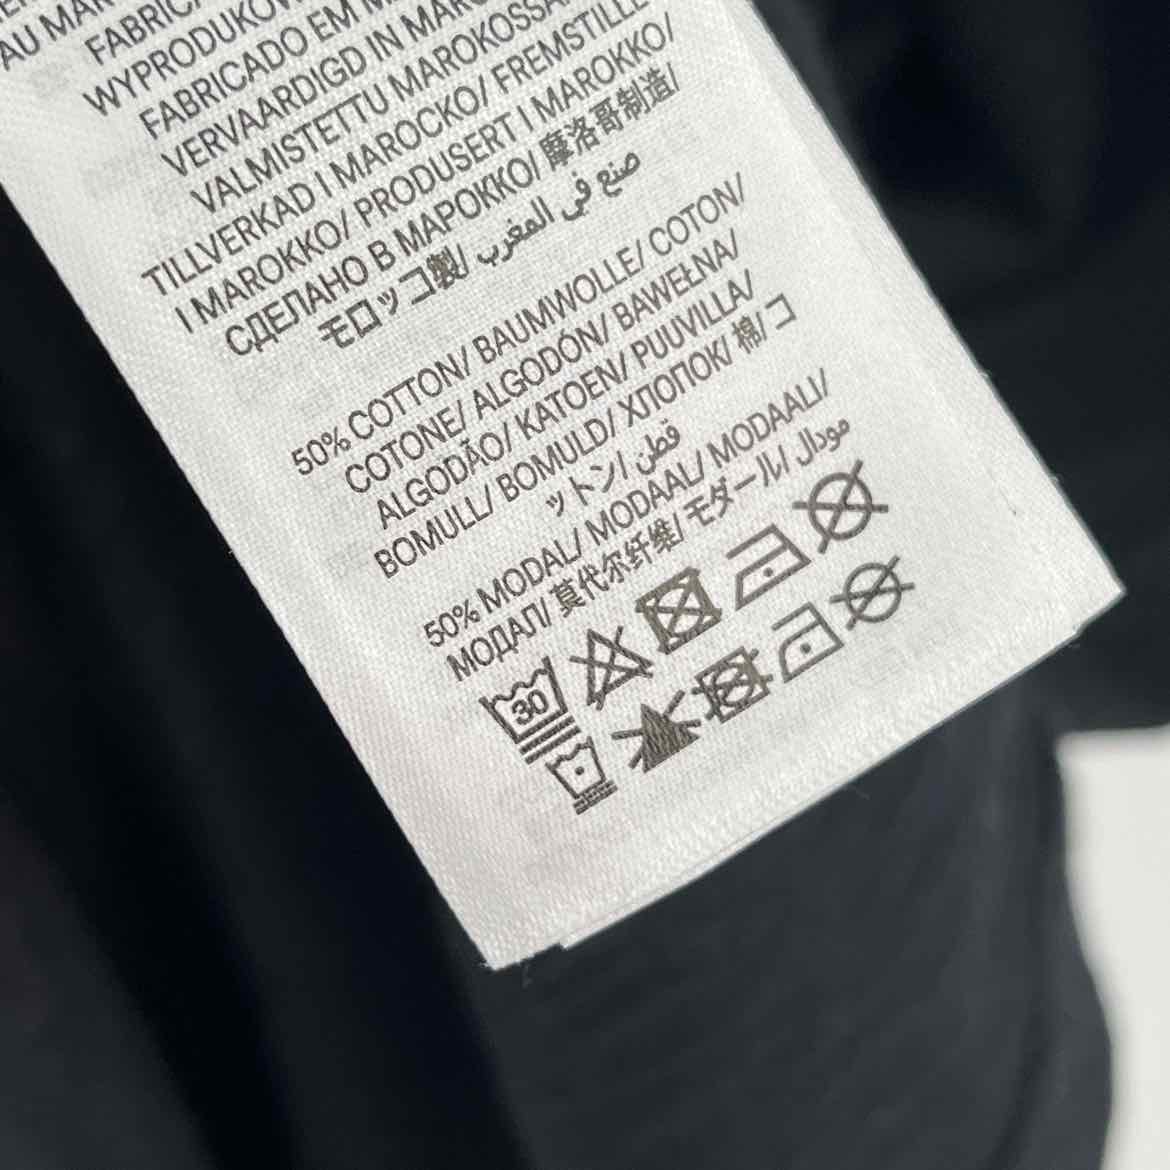 AU MAR
FABRICA
WYPRODUKOW
FABRICADO EM M
VERVAARDIGD IN MARO
VALMISTETTU MAROKOSSA
TILLVERKAD I MAROCKO/ FREMSTILLE
I MAROKKO/ PRODUSERT I MAROKKO/
СДЕЛАНО В МАРОККО/ 摩洛哥制造/
モロッコ製/ صنع في المغرب
50% COTTON/ BAUMWOLLE/ COTON/
COTONE/ ALGODÓN/ BAWEŁNA/
ALGODÃO/ KATOEN/ PUUVILLA/
BOMULL/ BOMULD/ ХЛОПОК/ 棉/ コ
ットン/ قطن
50% MODAL/ MODAAL/ MODAALI/
МОДАЛ/ 莫代尔纤维/ モダール/ مودال
30